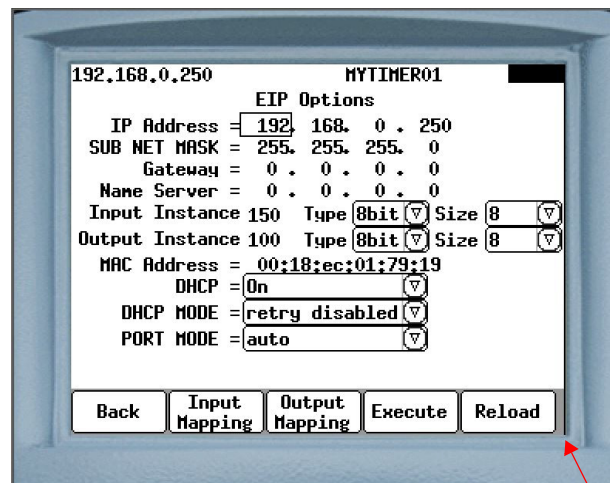 192.168.0.250 MYTIMER01
EIP Options
IP Address = 192. 168. 0 . 250
SUB NET MASK = 255. 255. 255. 0
Gateway = 0 . 0 . 0 . 0
Name Server = 0 . 0 . 0 . 0
Input Instance 150 Type 8bit Size 8
Output Instance 100 Type 8bit Size 8
MAC Address = 00:18:ec:01:79:19
DHCP = On
DHCP MODE = retry disabled
PORT MODE = auto
Back Input Mapping Output Mapping Execute Reload